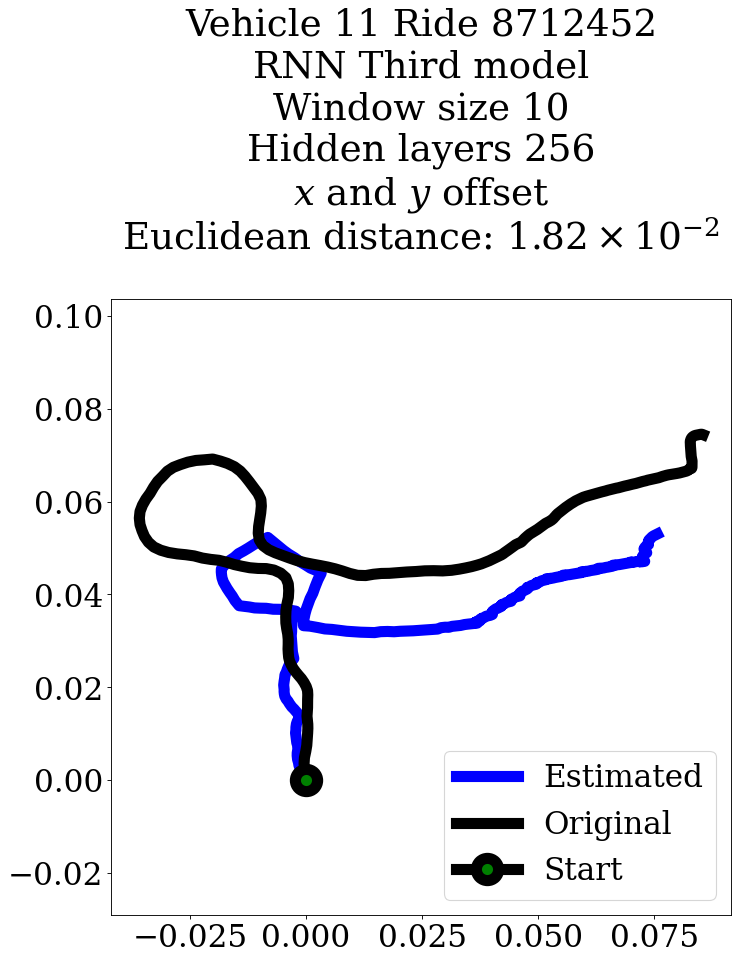 Vehicle 11 Ride 8712452
RNN Third model
Window size 10
Hidden layers 256
x and y offset
Euclidean distance: 1.82 × 10⁻²
0.10
0.08
0.06
0.04
0.02
0.00
−0.02
Estimated
Original
Start
−0.025 0.000 0.025 0.050 0.075